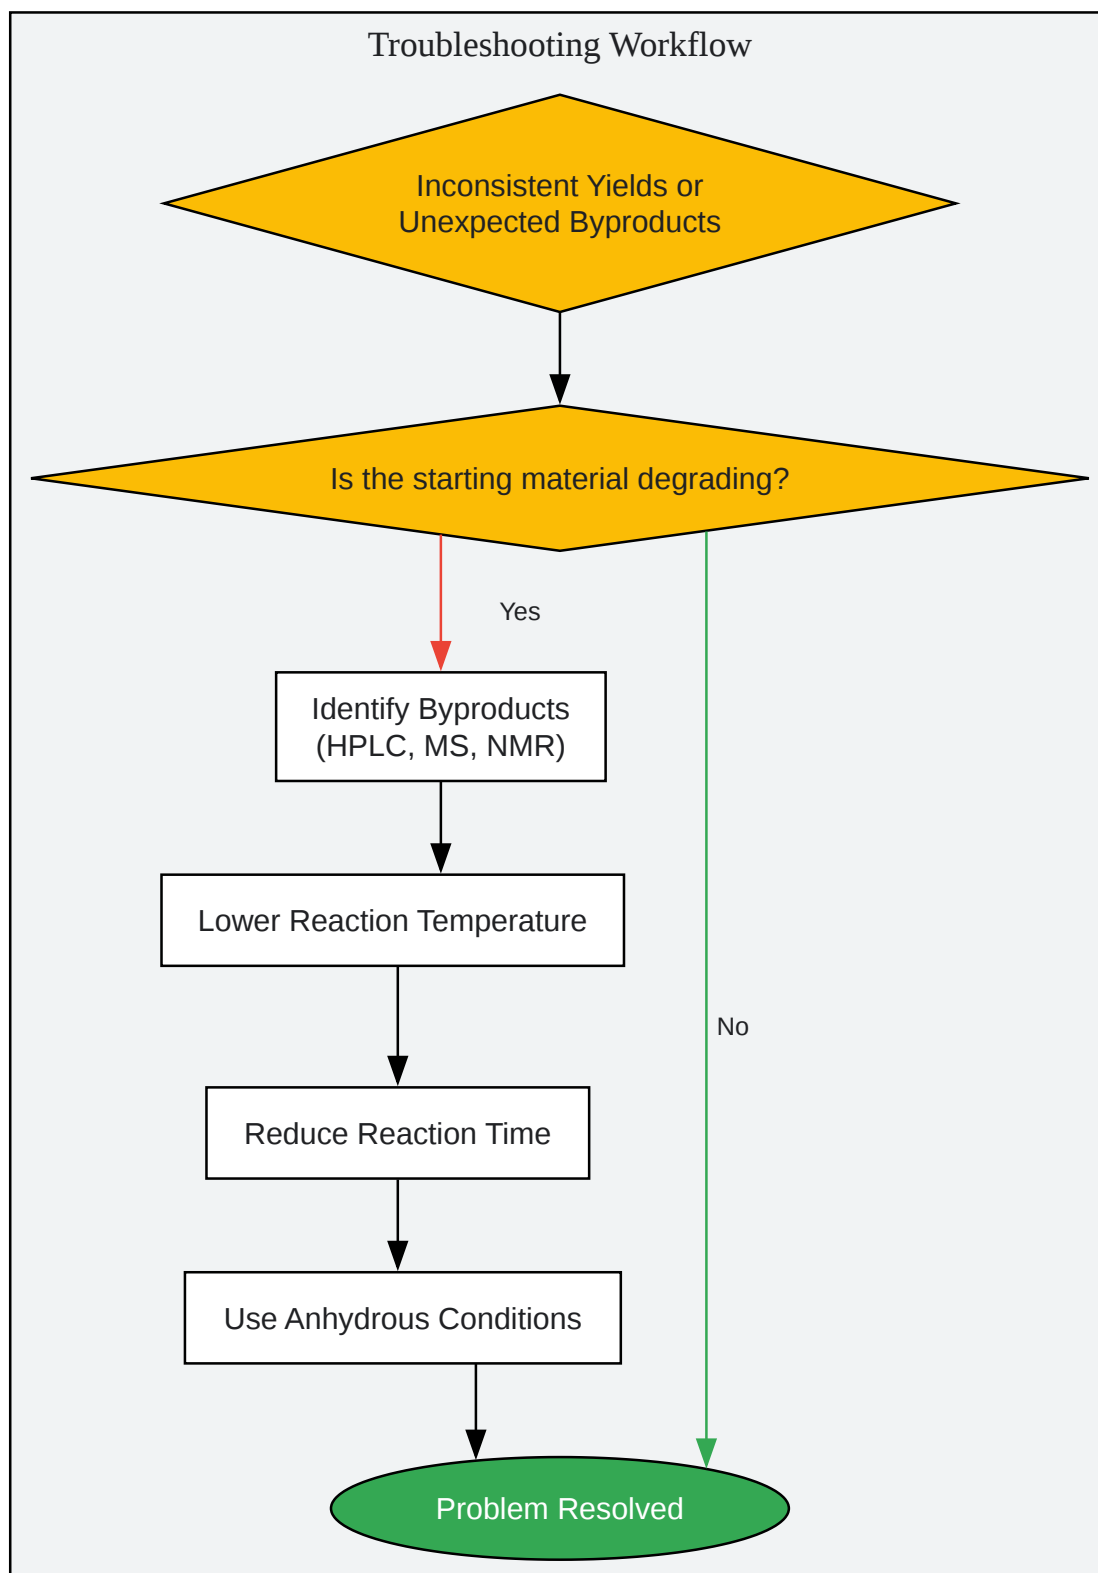 Troubleshooting Workflow
Inconsistent Yields or
Unexpected Byproducts
Is the starting material degrading?
Yes
Identify Byproducts
(HPLC, MS, NMR)
Lower Reaction Temperature
No
Reduce Reaction Time
Use Anhydrous Conditions
Problem Resolved